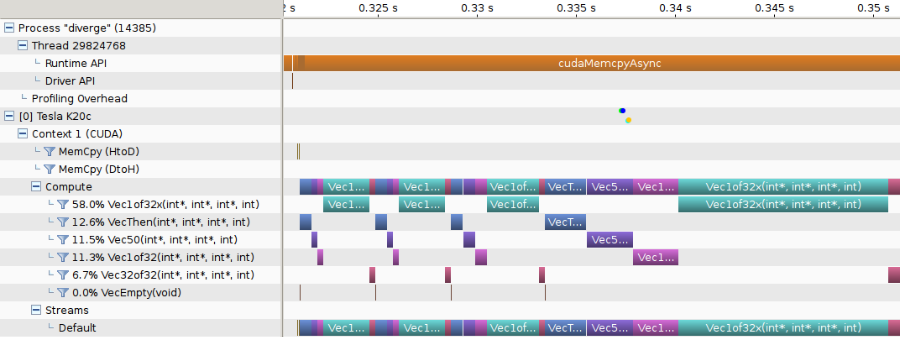 2 s 0.325 s 0.33 s 0.335 s 0.34 s 0.345 s 0.35 s
Process "diverge" (14385)
Thread 29824768
Runtime API cudaMemcpyAsync
Driver API
Profiling Overhead
[0] Tesla K20c
Context 1 (CUDA)
MemCpy (HtoD)
MemCpy (DtoH)
Compute Vec1... Vec1... Vec1of... VecT... Vec5... Vec1... Vec1of32x(int*, int*, int*, int)
58.0% Vec1of32x(int*, int*, int*, int) Vec1... Vec1... Vec1of... Vec1of32x(int*, int*, int*, int)
12.6% VecThen(int*, int*, int*, int) VecT...
11.5% Vec50(int*, int*, int*, int) Vec5...
11.3% Vec1of32(int*, int*, int*, int) Vec1...
6.7% Vec32of32(int*, int*, int*, int)
0.0% VecEmpty(void)
Streams
Default Vec1... Vec1... Vec1of... VecT... Vec5... Vec1... Vec1of32x(int*, int*, int*, int)